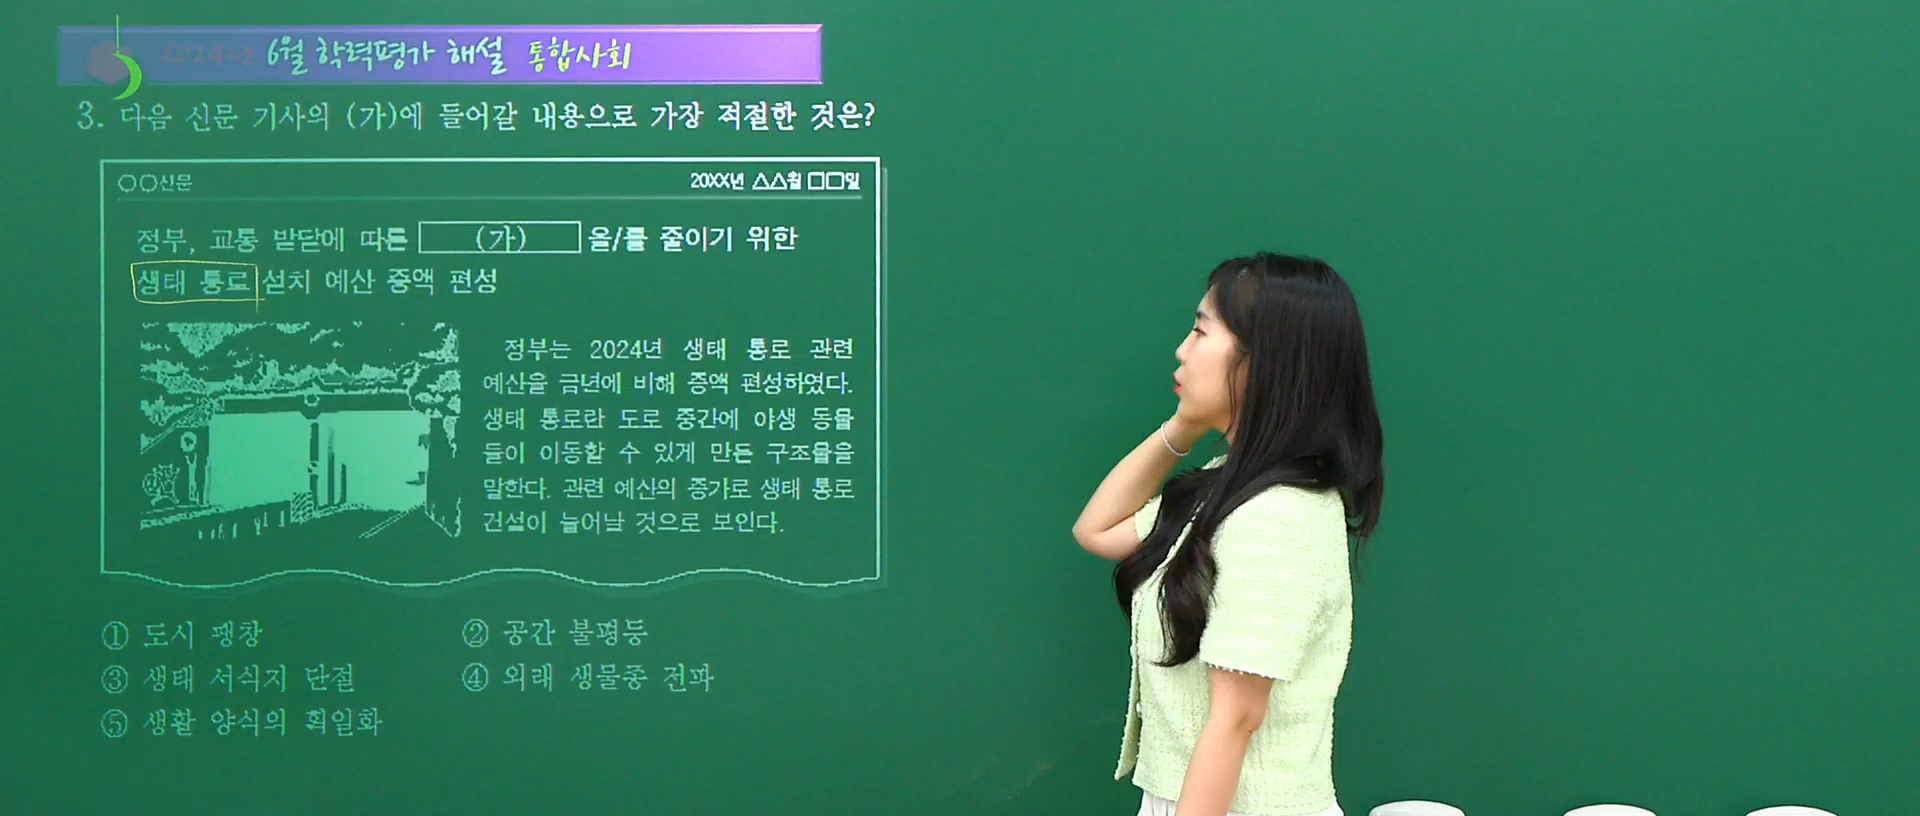 2024년 6월 학력평가 해설 통합사회
3. 다음 신문 기사의 (가)에 들어갈 내용으로 가장 적절한 것은?
○○신문 20XX년 △△월 □□일
정부, 교통 발달에 따른 (가) 을/를 줄이기 위한
생태 통로 설치 예산 증액 편성
정부는 2024년 생태 통로 관련
예산을 금년에 비해 증액 편성하였다.
생태 통로란 도로 중간에 야생 동물
들이 이동할 수 있게 만든 구조물을
말한다. 관련 예산의 증가로 생태 통로
건설이 늘어날 것으로 보인다.
① 도시 팽창 ② 공간 불평등
③ 생태 서식지 단절 ④ 외래 생물종 전파
⑤ 생활 양식의 획일화